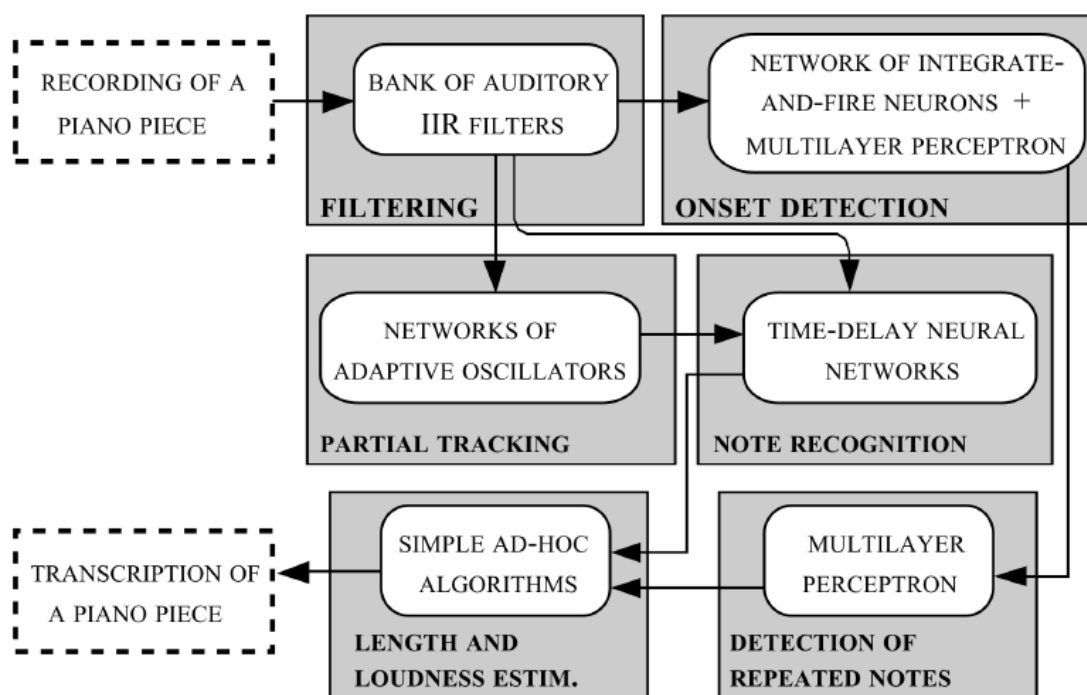 RECORDING OF A
PIANO PIECE
BANK OF AUDITORY
IIR FILTERS
FILTERING
NETWORK OF INTEGRATE-
AND-FIRE NEURONS +
MULTILAYER PERCEPTRON
ONSET DETECTION
NETWORKS OF
ADAPTIVE OSCILLATORS
PARTIAL TRACKING
TIME-DELAY NEURAL
NETWORKS
NOTE RECOGNITION
TRANSCRIPTION OF
A PIANO PIECE
SIMPLE AD-HOC
ALGORITHMS
LENGTH AND
LOUDNESS ESTIM.
MULTILAYER
PERCEPTRON
DETECTION OF
REPEATED NOTES